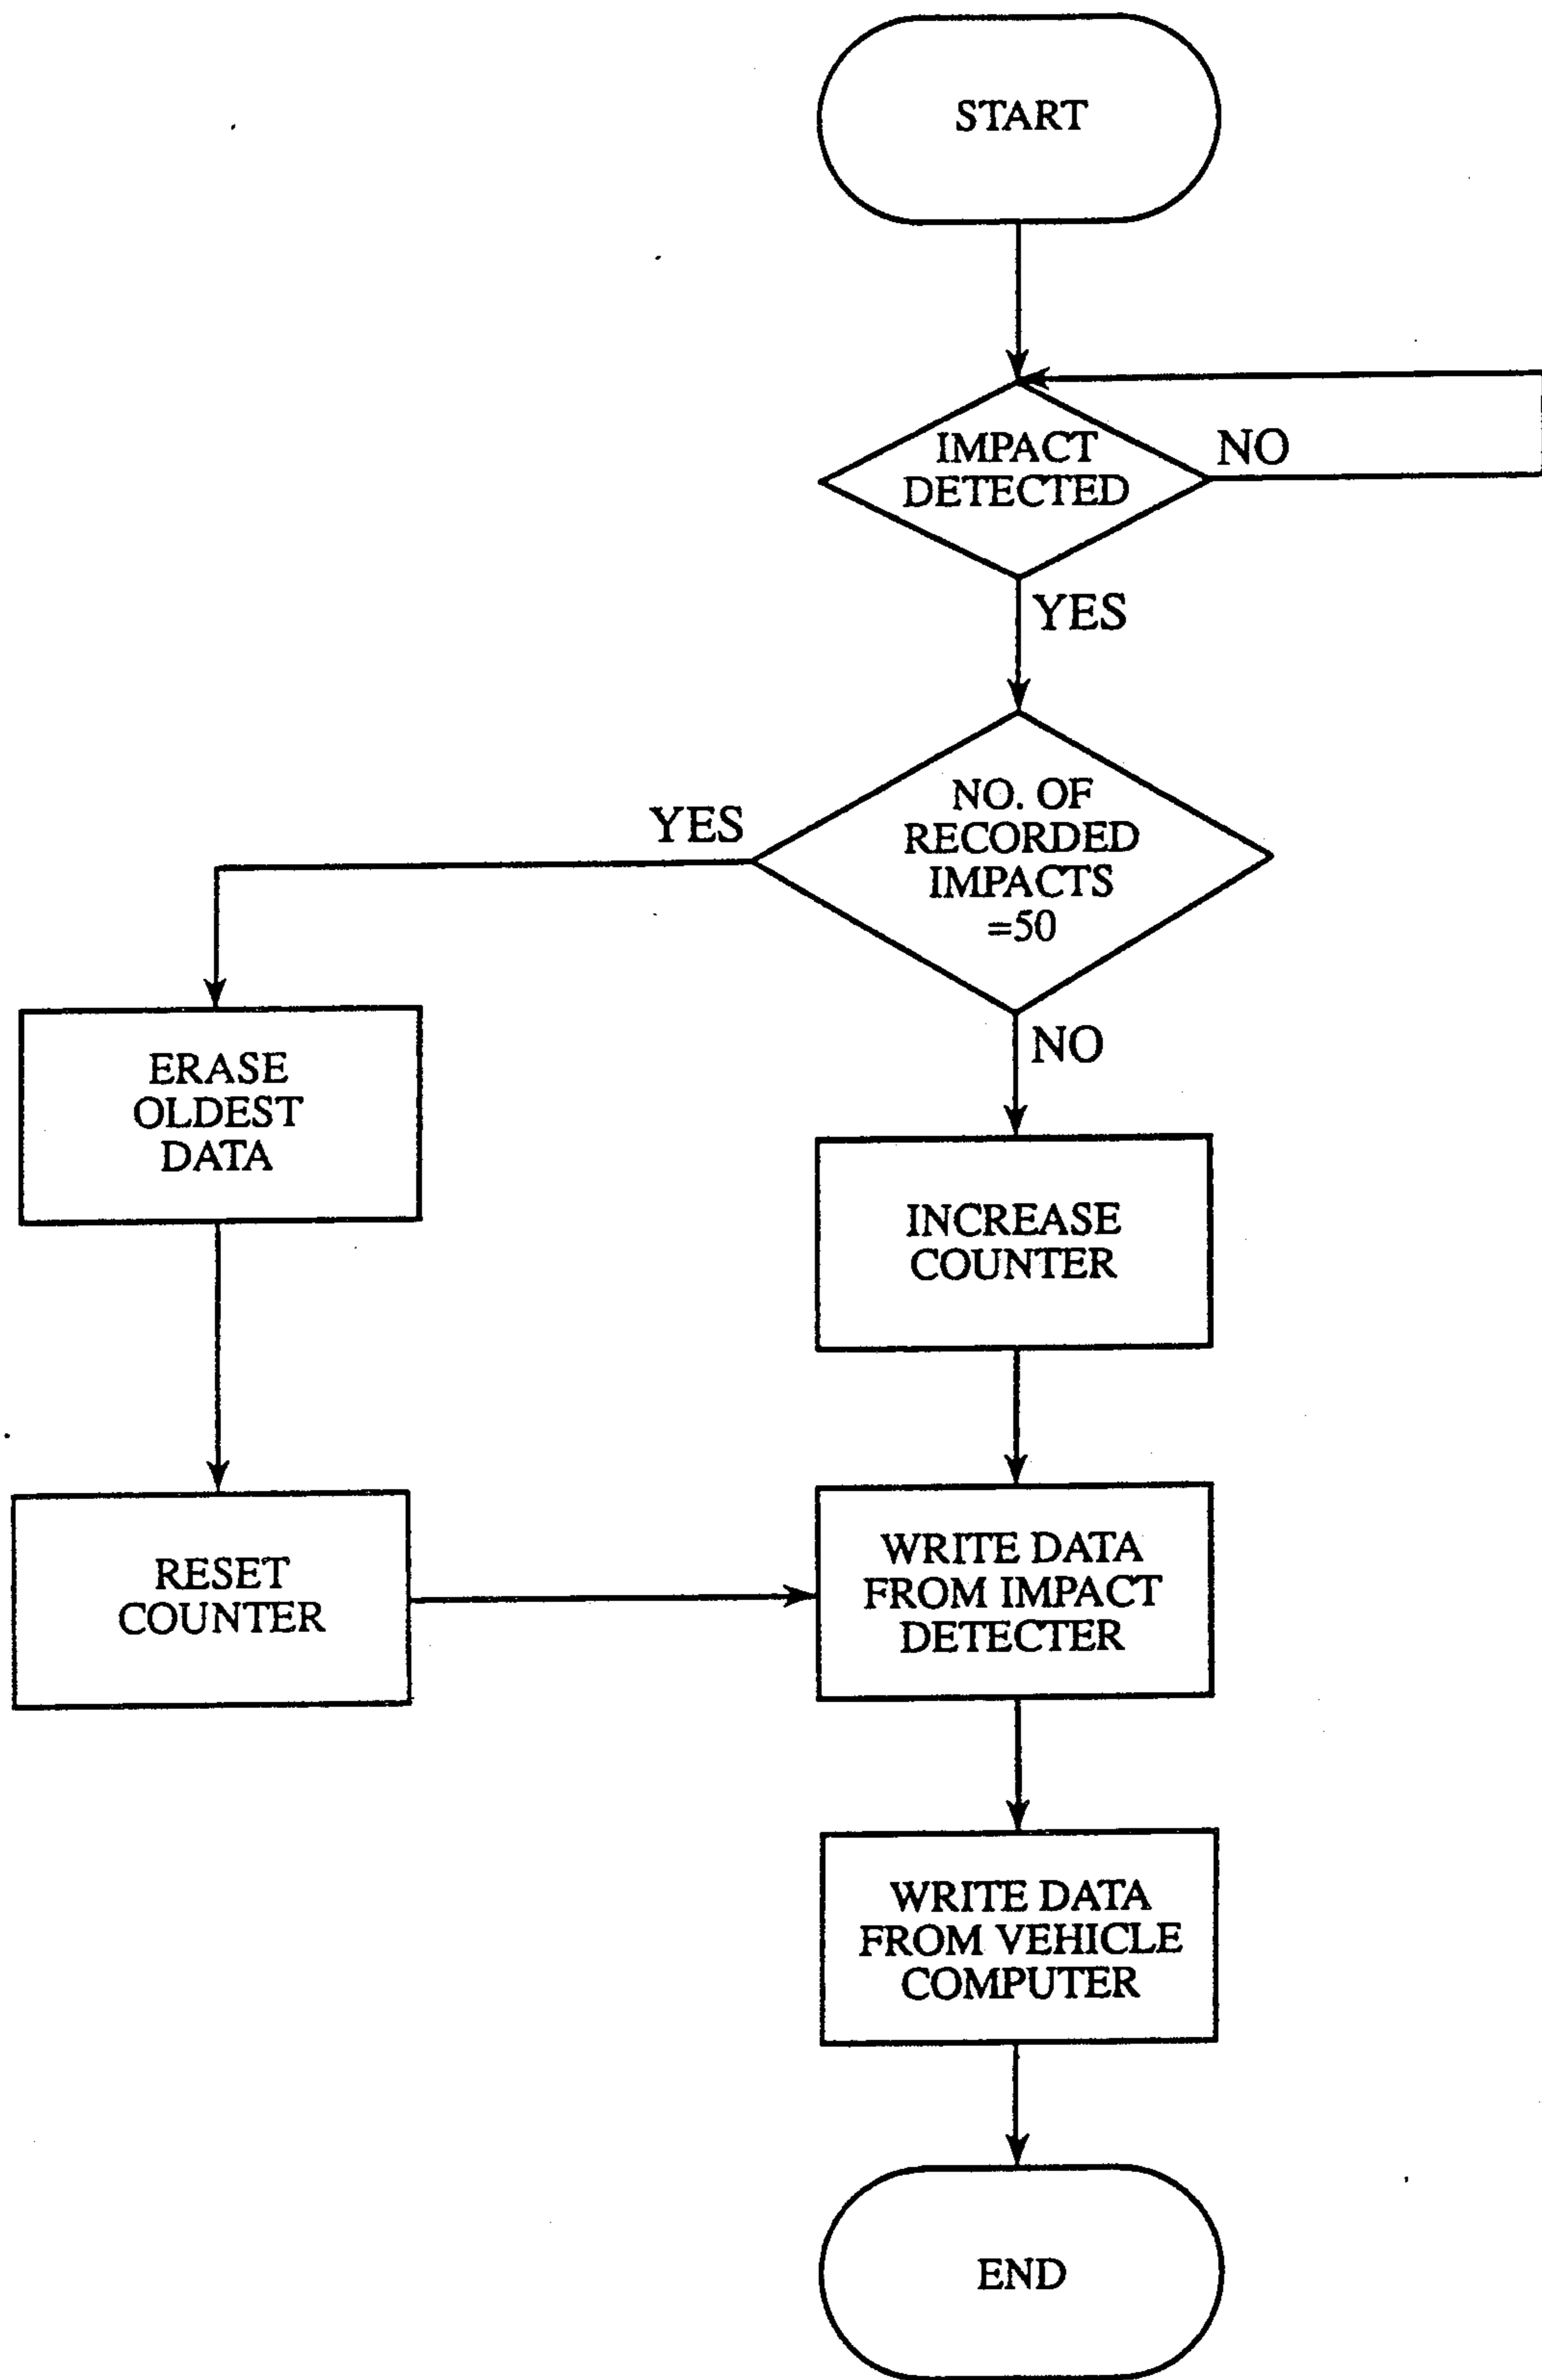 START
IMPACT
DETECTED
NO
YES
NO. OF
RECORDED
IMPACTS
=50
YES
NO
ERASE
OLDEST
DATA
INCREASE
COUNTER
RESET
COUNTER
WRITE DATA
FROM IMPACT
DETECTER
WRITE DATA
FROM VEHICLE
COMPUTER
END